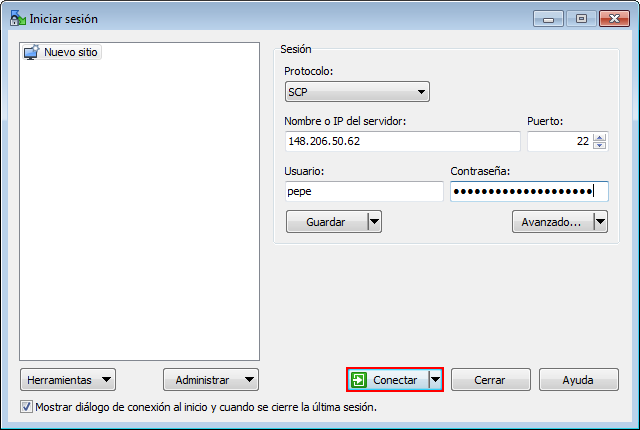 Iniciar sesión
Nuevo sitio
Sesión
Protocolo:
SCP
Nombre o IP del servidor:
Puerto:
148.206.50.62
22
Usuario:
Contraseña:
pepe
●●●●●●●●●●●●●●●●●●●●
Guardar
Avanzado...
Herramientas
Administrar
Conectar
Cerrar
Ayuda
Mostrar diálogo de conexión al inicio y cuando se cierre la última sesión.